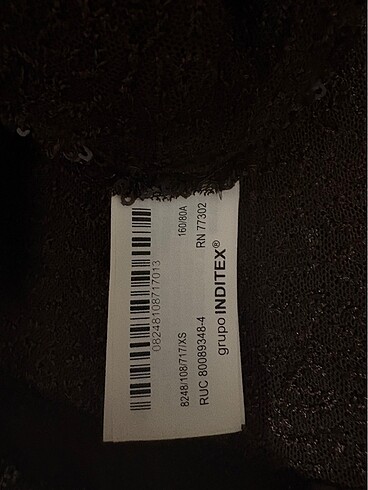 08248108717013
8248/108/717/XS 160/80A
RUC 80089348-4 RN 77302
grupo INDITEX®